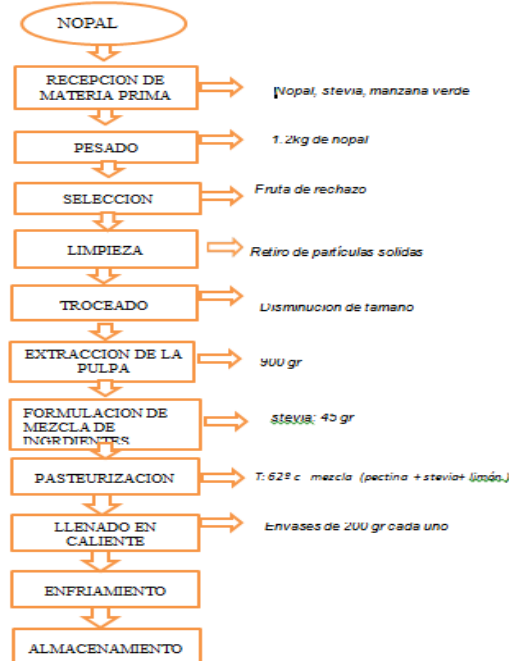 NOPAL
RECEPCION DE
MATERIA PRIMA
Nopal, stevia, manzana verde
PESADO
1.2kg de nopal
SELECCION
Fruta de rechazo
LIMPIEZA
Retiro de partículas solidas
TROCEADO
Disminucion de tamano
EXTRACCION DE LA
PULPA
900 gr
FORMULACION DE
MEZCLA DE
INGRDIENTES
stevia: 45 gr
PASTEURIZACION
T: 62º c mezcla (pectina + stevia+ limón.)
LLENADO EN
CALIENTE
Envases de 200 gr cada uno
ENFRIAMIENTO
ALMACENAMIENTO